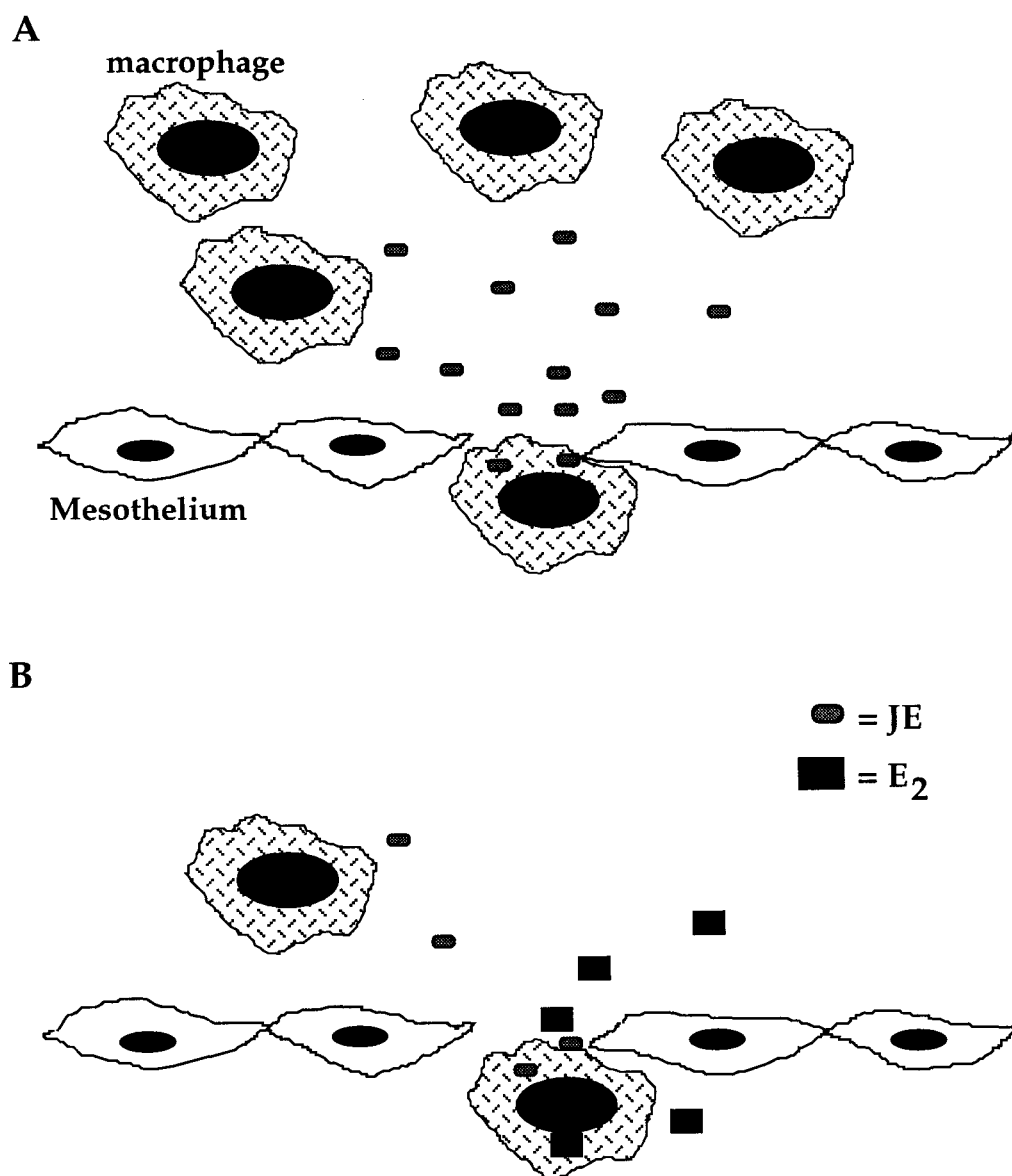 A
macrophage
Mesothelium
B
= JE
= E2